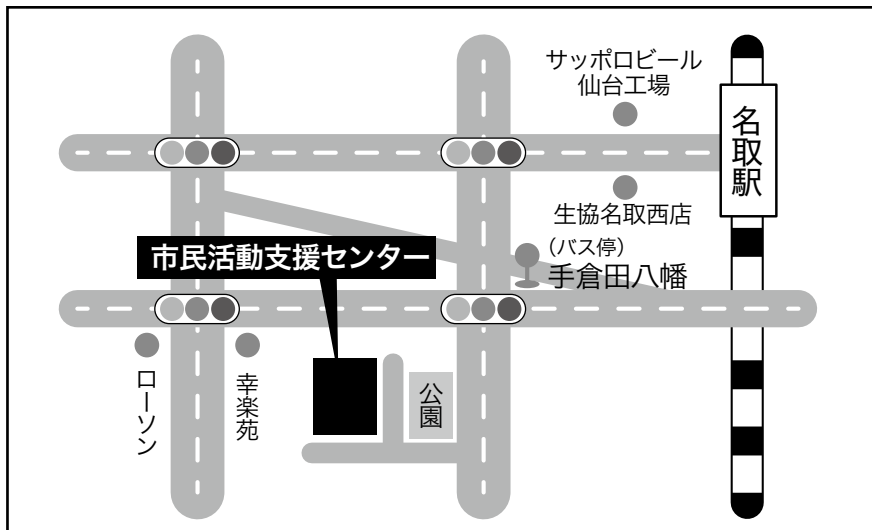 サッポロビール
仙台工場
名取駅
生協名取西店
(バス停)
手倉田八幡
市民活動支援センター
ローソン
幸楽苑
公園